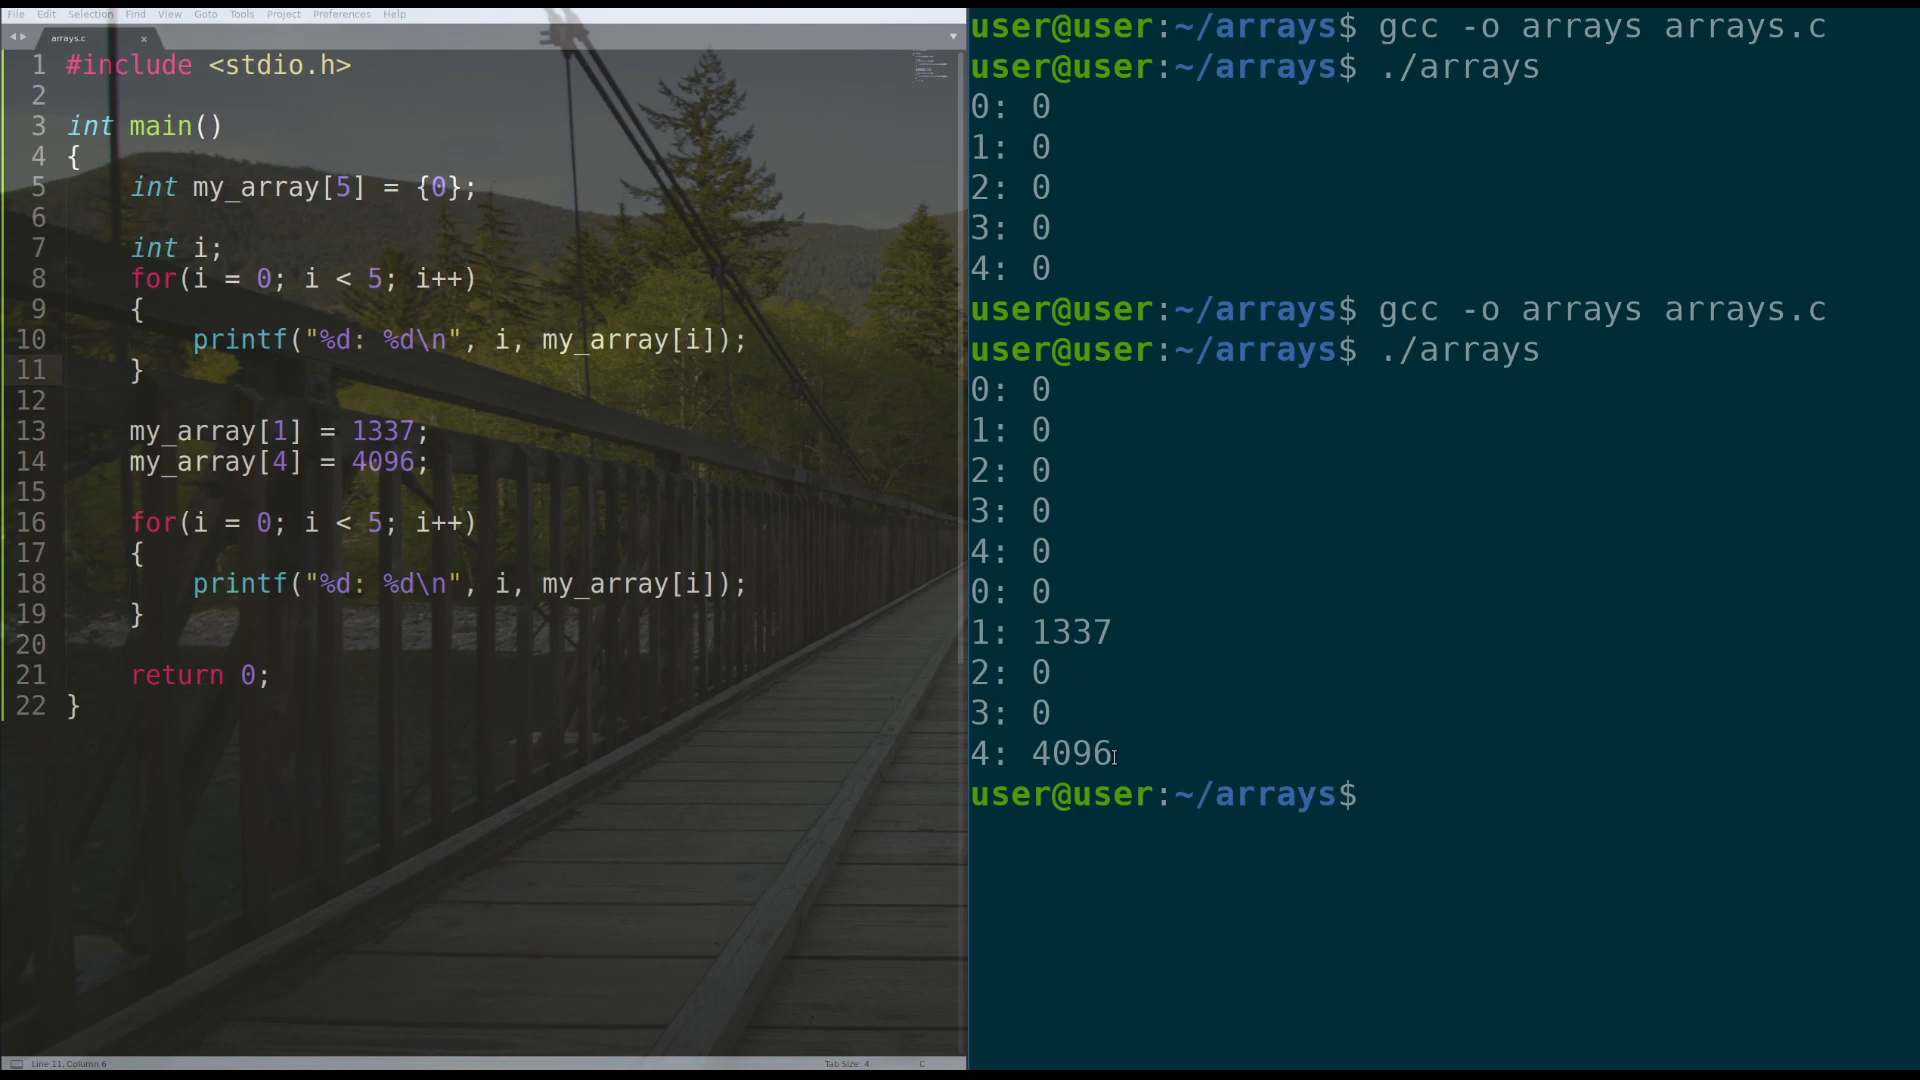 File Edit Selection Find View Goto Tools Project Preferences Help
arrays.c
1 #include <stdio.h>
2
3 int main()
4 {
5 int my_array[5] = {0};
6
7 int i;
8 for(i = 0; i < 5; i++)
9 {
10 printf("%d: %d\n", i, my_array[i]);
11 }
12
13 my_array[1] = 1337;
14 my_array[4] = 4096;
15
16 for(i = 0; i < 5; i++)
17 {
18 printf("%d: %d\n", i, my_array[i]);
19 }
20
21 return 0;
22 }
Line 11, Column 6
Tab Size: 4
C
user@user:~/arrays$ gcc -o arrays arrays.c
user@user:~/arrays$ ./arrays
0: 0
1: 0
2: 0
3: 0
4: 0
user@user:~/arrays$ gcc -o arrays arrays.c
user@user:~/arrays$ ./arrays
0: 0
1: 0
2: 0
3: 0
4: 0
0: 0
1: 1337
2: 0
3: 0
4: 4096
user@user:~/arrays$